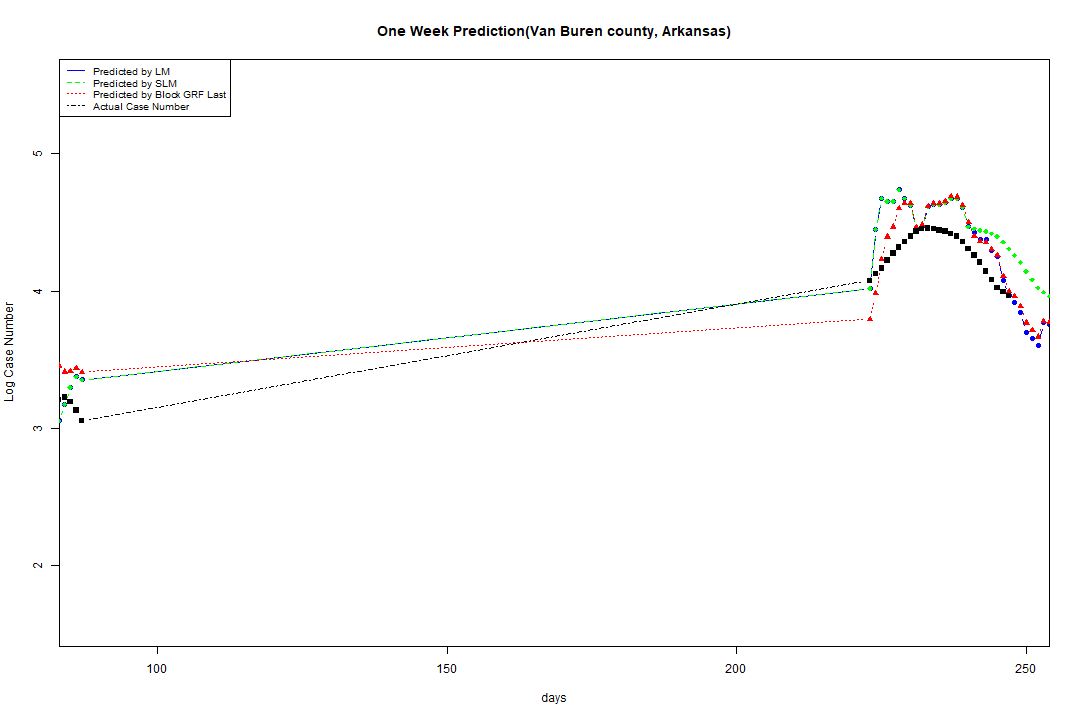 One Week Prediction(Van Buren county, Arkansas)
Predicted by LM
Predicted by SLM
Predicted by Block GRF Last
Actual Case Number
5
4
3
2
Log Case Number
100 150 200 250
days